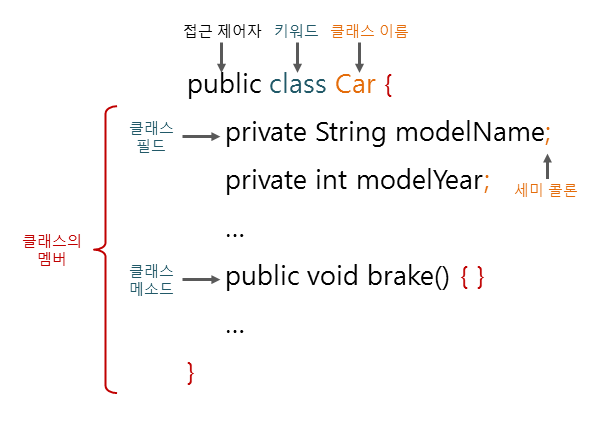 접근 제어자 키워드 클래스 이름
public class Car {
클래스
필드
private String modelName;
private int modelYear;
세미 콜론
...
클래스의
멤버
클래스
메소드
public void brake() { }
...
}